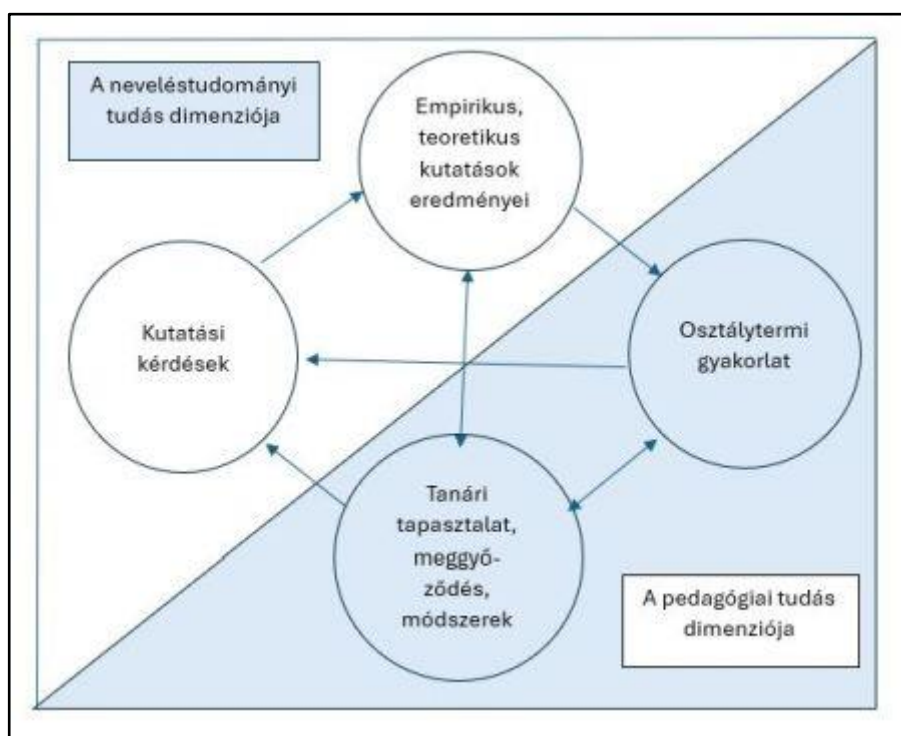 A neveléstudományi
tudás dimenziója
Empirikus,
teoretikus
kutatások
eredményei
Kutatási
kérdések
Osztálytermi
gyakorlat
Tanári
tapasztalat,
meggyő-
ződés,
módszerek
A pedagógiai tudás
dimenziója